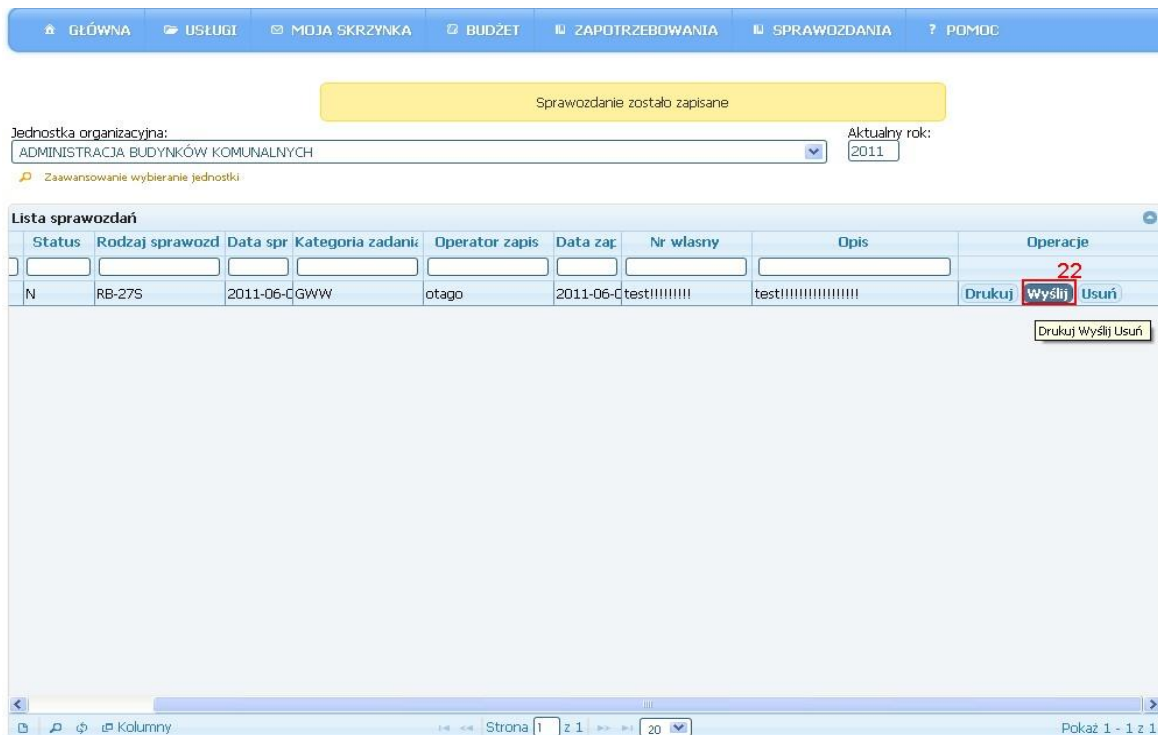 GŁÓWNA USŁUGI MOJA SKRZYNKA BUDŻET ZAPOTRZEBOWANIA SPRAWOZDANIA ? POMOC
Sprawozdanie zostało zapisane
Jednostka organizacyjna: Aktualny rok:
ADMINISTRACJA BUDYNKÓW KOMUNALNYCH 2011
Zaawansowanie wybieranie jednostki
Lista sprawozdań
Status Rodzaj sprawozd Data spr Kategoria zadania Operator zapis Data zap Nr wlasny Opis Operacje
22
N RB-27S 2011-06-0 GWW otago 2011-06-0 test!!!!!!!!! test!!!!!!!!!!!!!!!!! Drukuj Wyślij Usuń
Drukuj Wyślij Usuń
Kolumny Strona 1 z 1 20 Pokaż 1 - 1 z 1